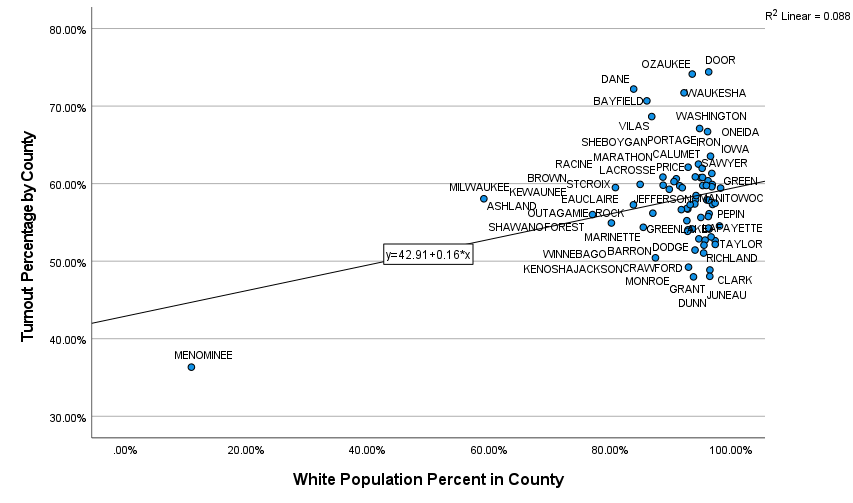 R2 Linear = 0.088
80.00%
OZAUKEE
DOOR
DANE
BAYFIELD
WAUKESHA
70.00%
WASHINGTON
VILAS
ONEIDA
SHEBOYGAN
PORTAGE
IRON
IOWA
MARATHON
CALUMET
RACINE
LACROSSE
PRICE
SAWYER
BROWN
STCROIX
GREEN
60.00%
MILWAUKEE
KEWAUNEE
EAUCLAIRE
JEFFERSON
MANITOWOC
ASHLAND
OUTAGAMIE
ROCK
PEPIN
SHAWANO
FOREST
GREENLAKE
LAFAYETTE
MARINETTE
DODGE
TAYLOR
WINNEBAGO
BARRON
RICHLAND
y=42.91+0.16*x
50.00%
KENOSHA
JACKSON
CRAWFORD
MONROE
CLARK
GRANT
JUNEAU
DUNN
40.00%
MENOMINEE
30.00%
.00%
20.00%
40.00%
60.00%
80.00%
100.00%
Turnout Percentage by County
White Population Percent in County